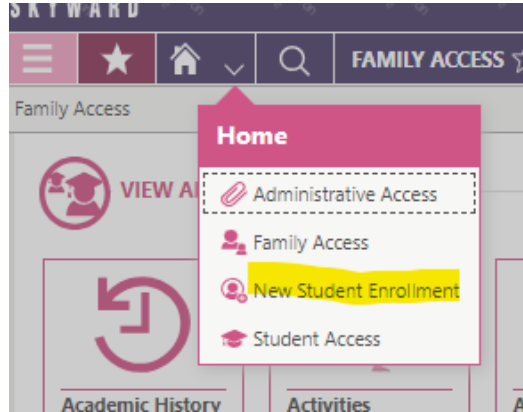 SKYWARD
FAMILY ACCESS
Family Access
Home
VIEW
Administrative Access
Family Access
New Student Enrollment
Student Access
Academic History
Activities